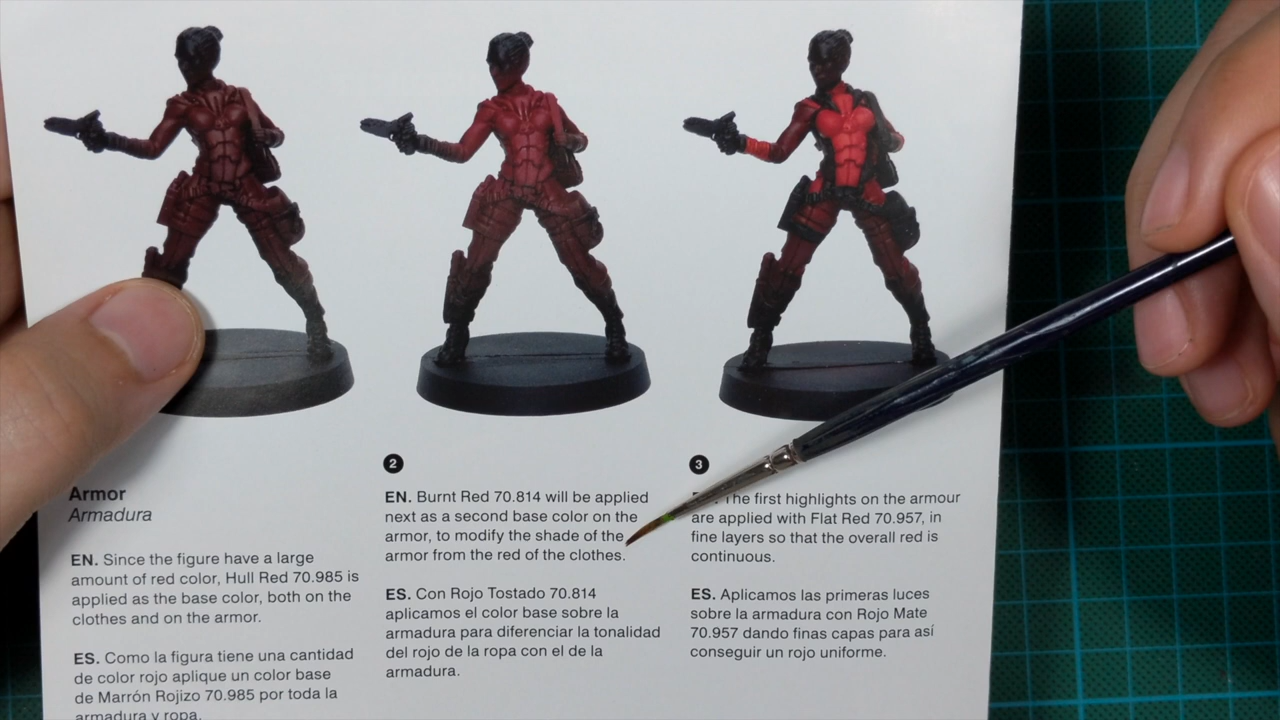 Armor
Armadura
EN. Since the figure have a large
amount of red color, Hull Red 70.985 is
applied as the base color, both on the
clothes and on the armor.
ES. Como la figura tiene una cantidad
de color rojo aplique un color base
de Marrón Rojizo 70.985 por toda la
armadura y ropa.
2
EN. Burnt Red 70.814 will be applied
next as a second base color on the
armor, to modify the shade of the
armor from the red of the clothes.
ES. Con Rojo Tostado 70.814
aplicamos el color base sobre la
armadura para diferenciar la tonalidad
del rojo de la ropa con el de la
armadura.
3
The first highlights on the armour
are applied with Flat Red 70.957, in
fine layers so that the overall red is
continuous.
ES. Aplicamos las primeras luces
sobre la armadura con Rojo Mate
70.957 dando finas capas para así
conseguir un rojo uniforme.